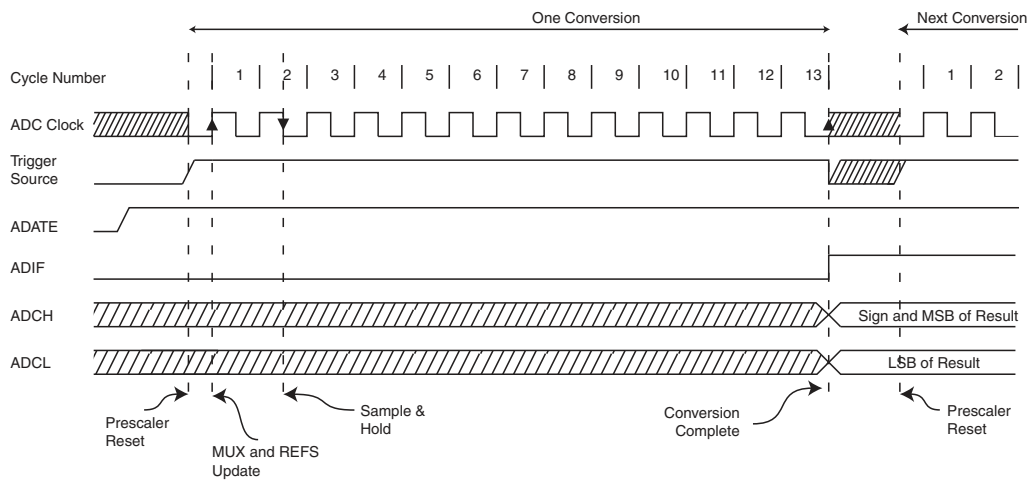 One Conversion
Next Conversion
Cycle Number
1 2 3 4 5 6 7 8 9 10 11 12 13 1 2
ADC Clock
Trigger
Source
ADATE
ADIF
ADCH
Sign and MSB of Result
ADCL
LSB of Result
Prescaler
Reset
MUX and REFS
Update
Sample &
Hold
Conversion
Complete
Prescaler
Reset